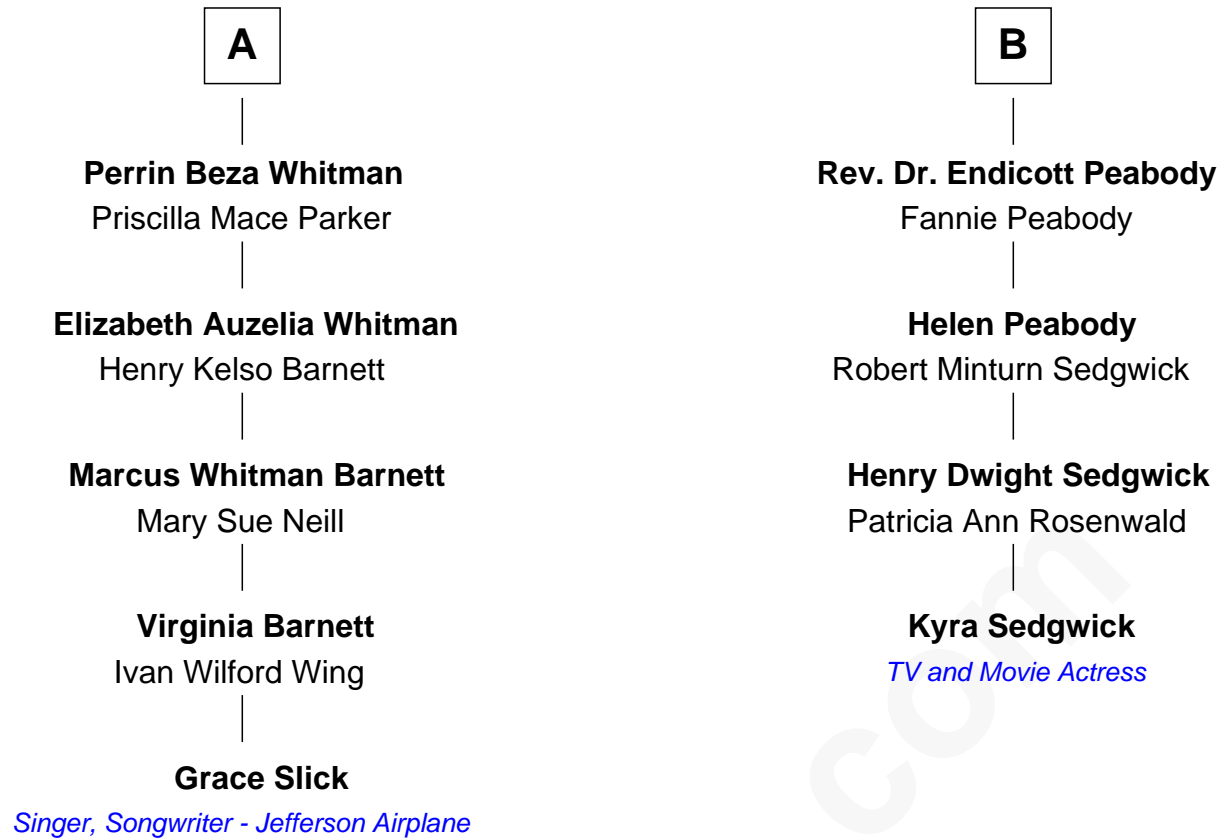 A
Perrin Beza Whitman
Priscilla Mace Parker
Elizabeth Auzelia Whitman
Henry Kelso Barnett
Marcus Whitman Barnett
Mary Sue Neill
Virginia Barnett
Ivan Wilford Wing
Grace Slick
Singer, Songwriter - Jefferson Airplane
B
Rev. Dr. Endicott Peabody
Fannie Peabody
Helen Peabody
Robert Minturn Sedgwick
Henry Dwight Sedgwick
Patricia Ann Rosenwald
Kyra Sedgwick
TV and Movie Actress
com